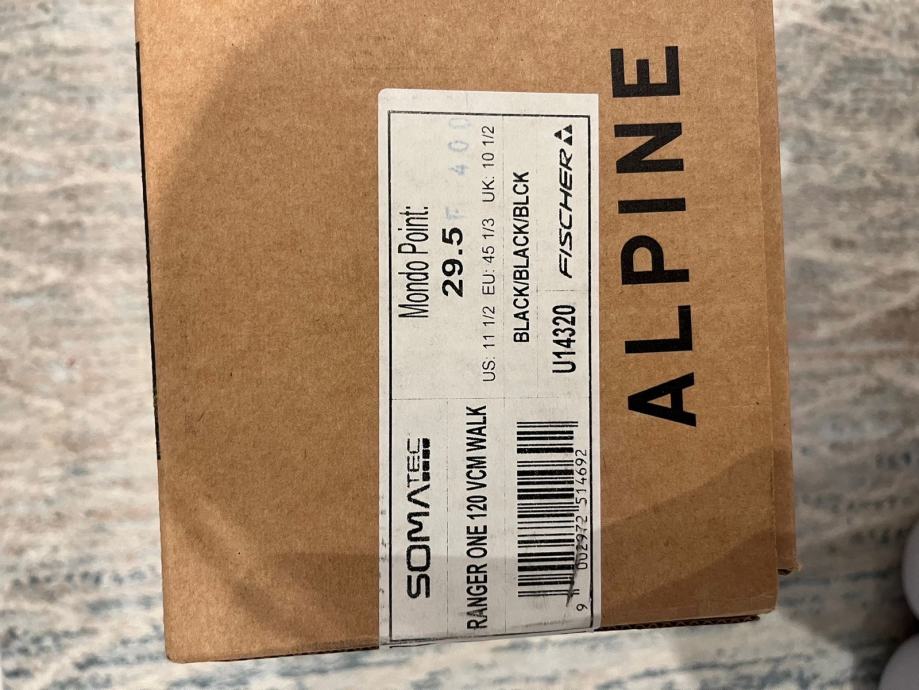 SOMATEC
RANGER ONE 120 VCM WALK
9 002972 514692
Mondo Point:
29.5
400
US: 11 1/2 EU: 45 1/3 UK: 10 1/2
BLACK/BLACK/BLCK
U14320 FISCHER
ALPINE